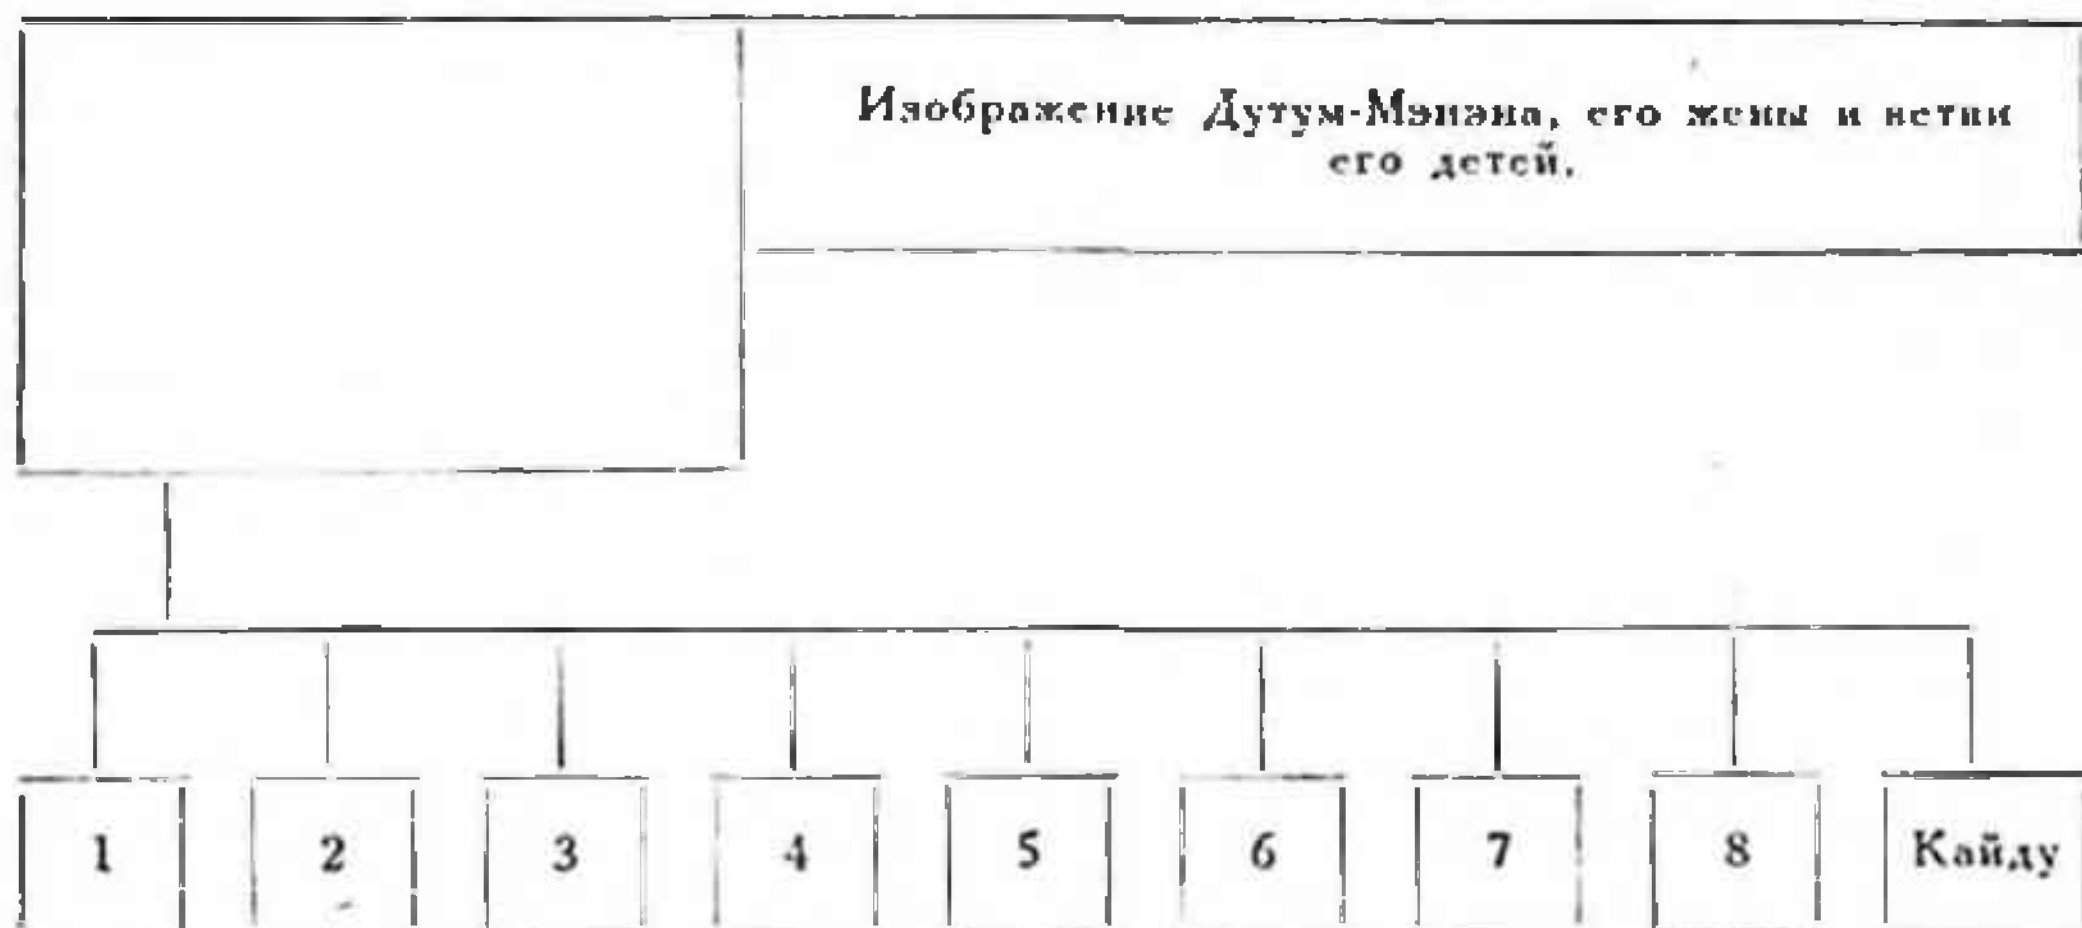 Изображение Дутум-Мэнэна, его жены и ветви
его детей.
1 2 3 4 5 6 7 8 Кайду